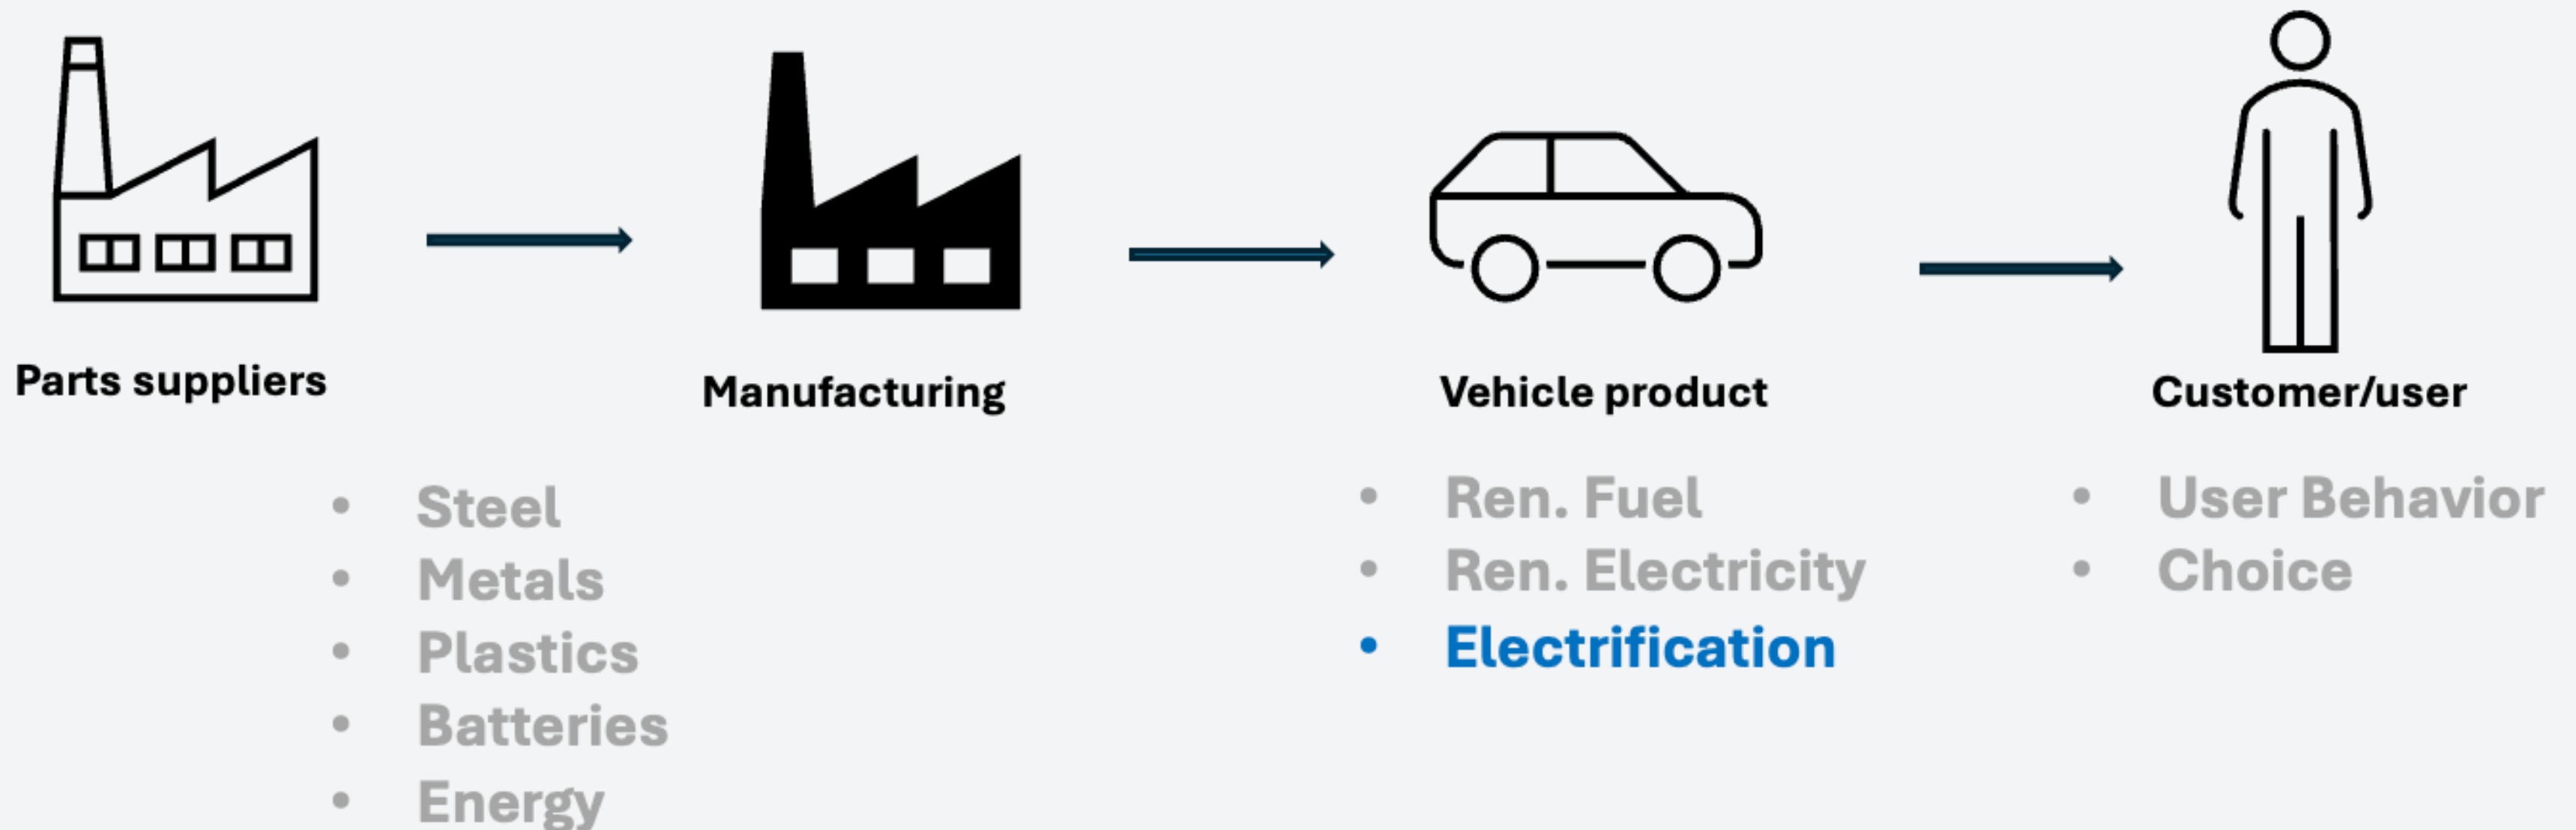 Parts suppliers
Manufacturing
Vehicle product
Customer/user
• Steel
• Metals
• Plastics
• Batteries
• Energy
• Ren. Fuel
• Ren. Electricity
• Electrification
• User Behavior
• Choice